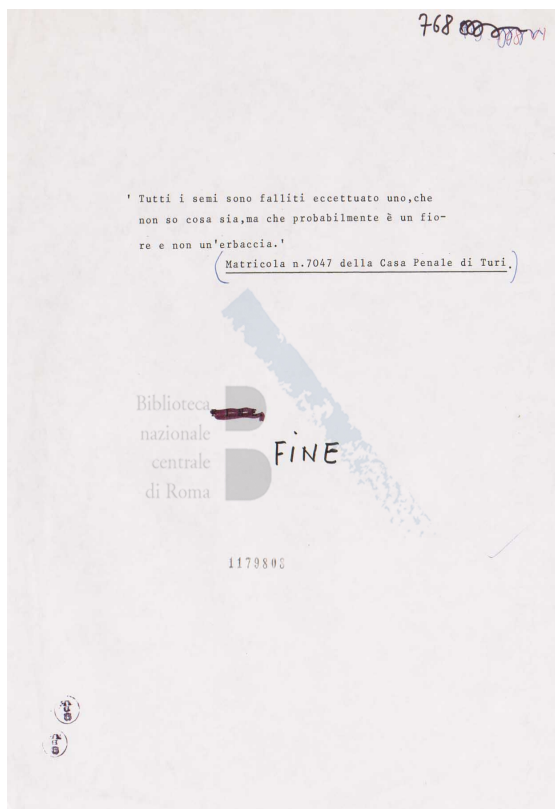 768
' Tutti i semi sono falliti eccettuato uno,che
non so cosa sia,ma che probabilmente è un fio-
re e non un'erbaccia.'
(Matricola n.7047 della Casa Penale di Turi.)
Biblioteca
nazionale
centrale
di Roma
FINE
1179808